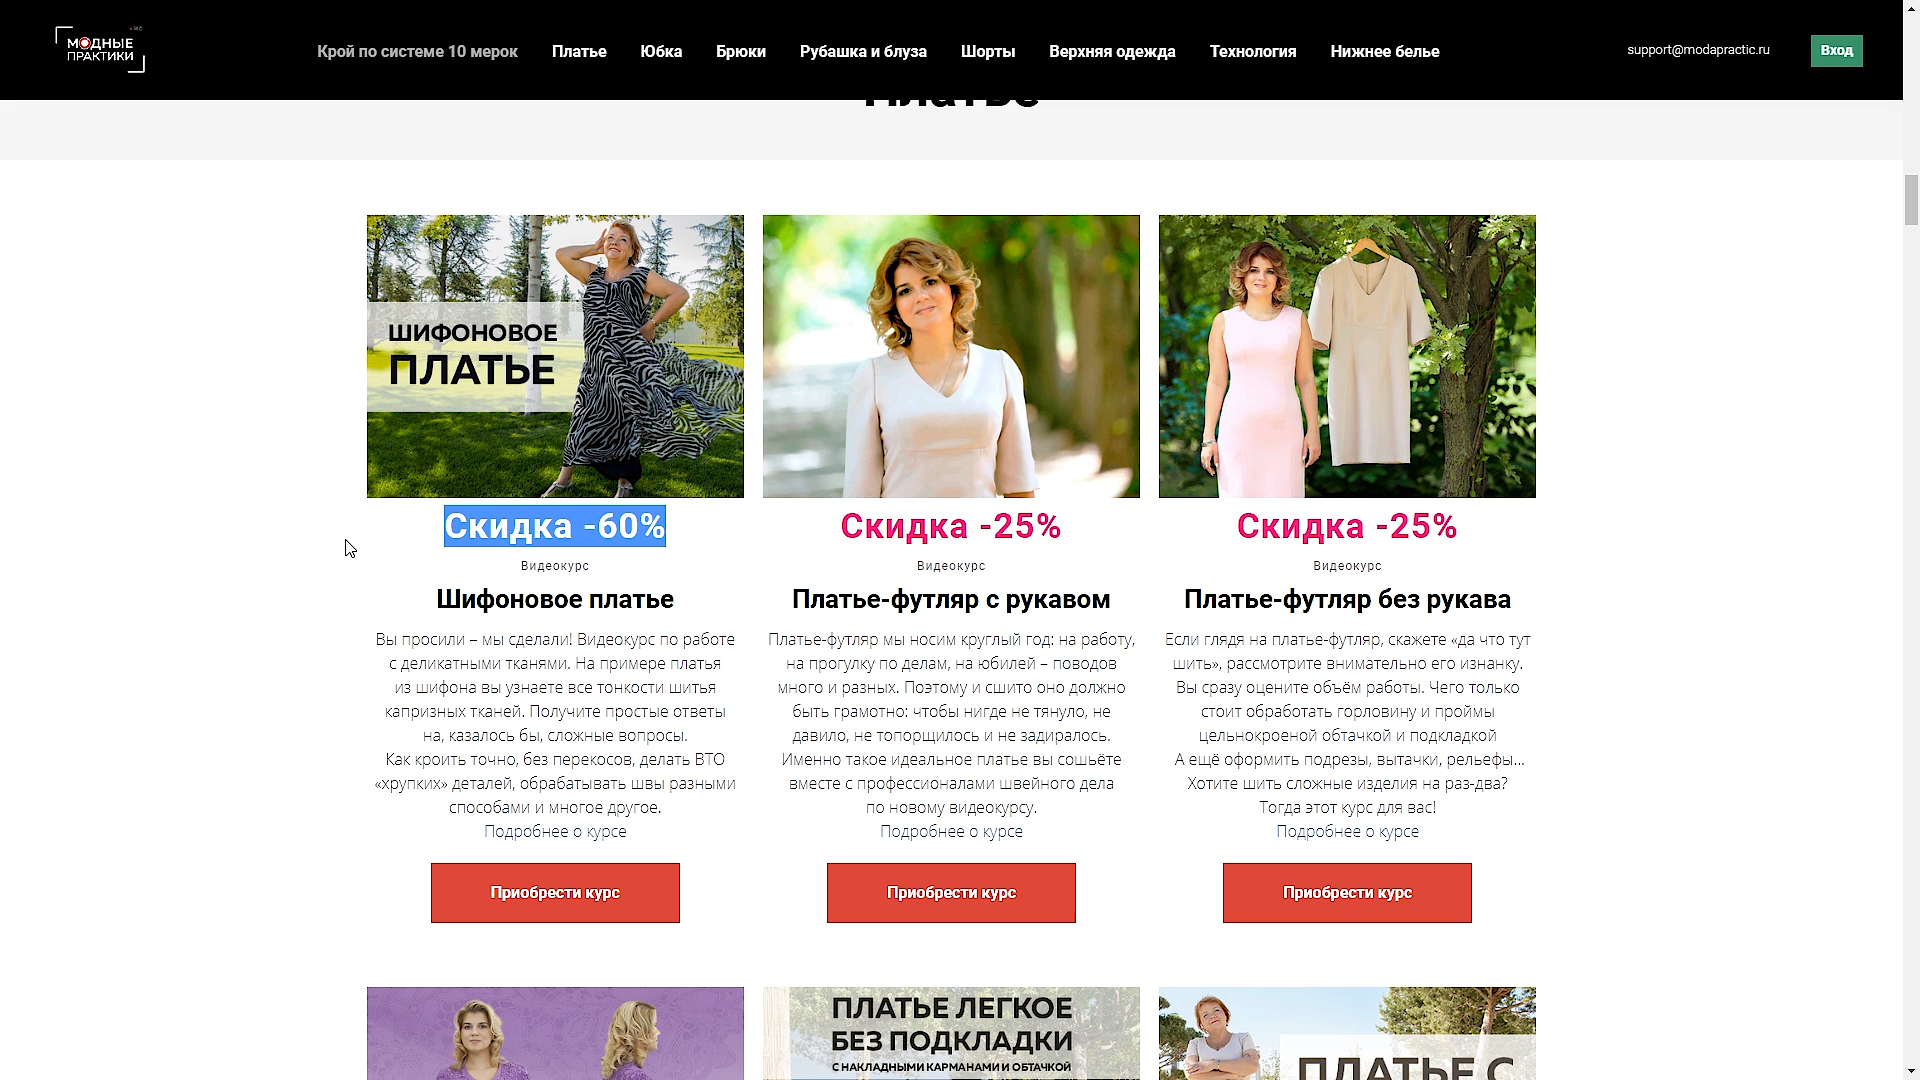 МОДНЫЕ
ПРАКТИКИ
Крой по системе 10 мерок
Платье
Юбка
Брюки
Рубашка и блуза
Шорты
Верхняя одежда
Технология
Нижнее белье
support@modapractic.ru
Вход
Платье
ШИФОНОВОЕ
ПЛАТЬЕ
Скидка -60%
Видеокурс
Шифоновое платье
Вы просили – мы сделали! Видеокурс по работе
с деликатными тканями. На примере платья
из шифона вы узнаете все тонкости шитья
капризных тканей. Получите простые ответы
на, казалось бы, сложные вопросы.
Как кроить точно, без перекосов, делать ВТО
«хрупких» деталей, обрабатывать швы разными
способами и многое другое.
Подробнее о курсе
Приобрести курс
Скидка -25%
Видеокурс
Платье-футляр с рукавом
Платье-футляр мы носим круглый год: на работу,
на прогулку по делам, на юбилей – поводов
много и разных. Поэтому и сшито оно должно
быть грамотно: чтобы нигде не тянуло, не
давило, не топорщилось и не задиралось.
Именно такое идеальное платье вы сошьёте
вместе с профессионалами швейного дела
по новому видеокурсу.
Подробнее о курсе
Приобрести курс
Скидка -25%
Видеокурс
Платье-футляр без рукава
Если глядя на платье-футляр, скажете «да что тут
шить», рассмотрите внимательно его изнанку.
Вы сразу оцените объём работы. Чего только
стоит обработать горловину и проймы
цельнокроеной обтачкой и подкладкой
А ещё оформить подрезы, вытачки, рельефы...
Хотите шить сложные изделия на раз-два?
Тогда этот курс для вас!
Подробнее о курсе
Приобрести курс
ПЛАТЬЕ ЛЕГКОЕ
БЕЗ ПОДКЛАДКИ
С НАКЛАДНЫМИ КАРМАНАМИ И ОБТАЧКОЙ
ПЛАТЬЕ С